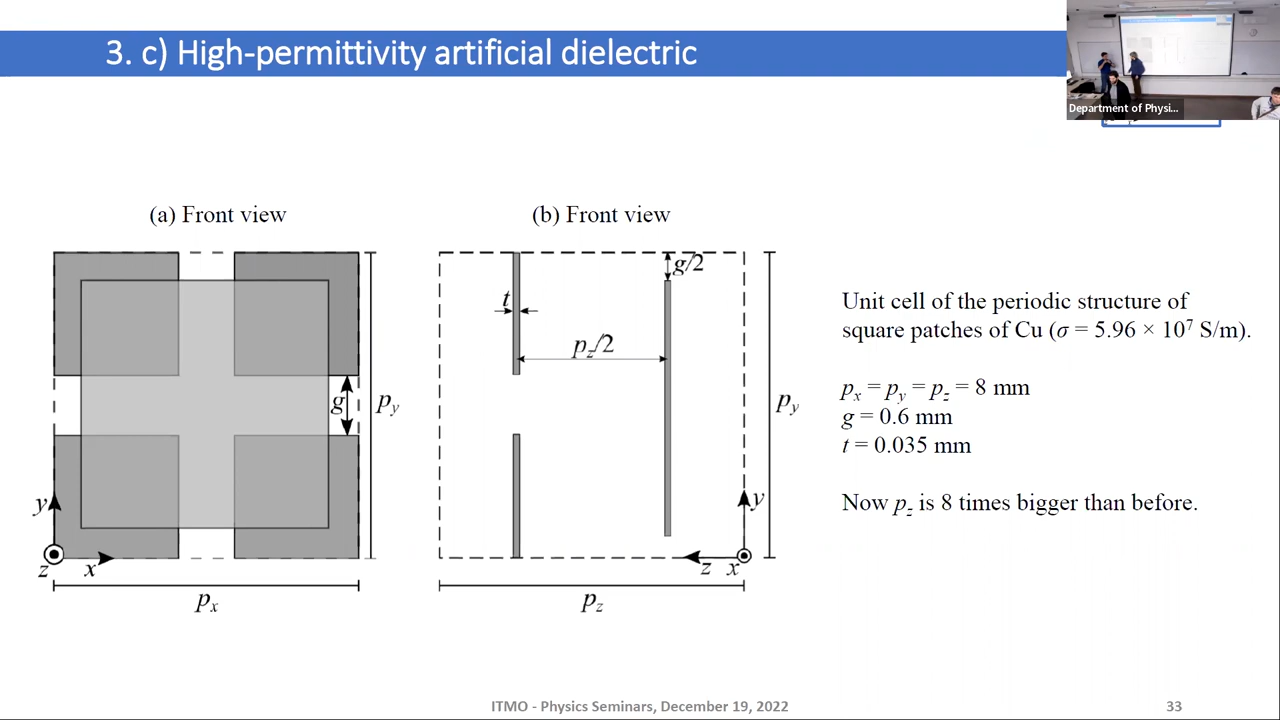 3. c) High-permittivity artificial dielectric
Department of Physi...
(a) Front view
(b) Front view
g
p_y
y
z
x
p_x
t
g/2
p_z/2
p_y
y
z
x
p_z
Unit cell of the periodic structure of
square patches of Cu (σ = 5.96 × 10⁷ S/m).
p_x = p_y = p_z = 8 mm
g = 0.6 mm
t = 0.035 mm
Now p_z is 8 times bigger than before.
ITMO - Physics Seminars, December 19, 2022
33